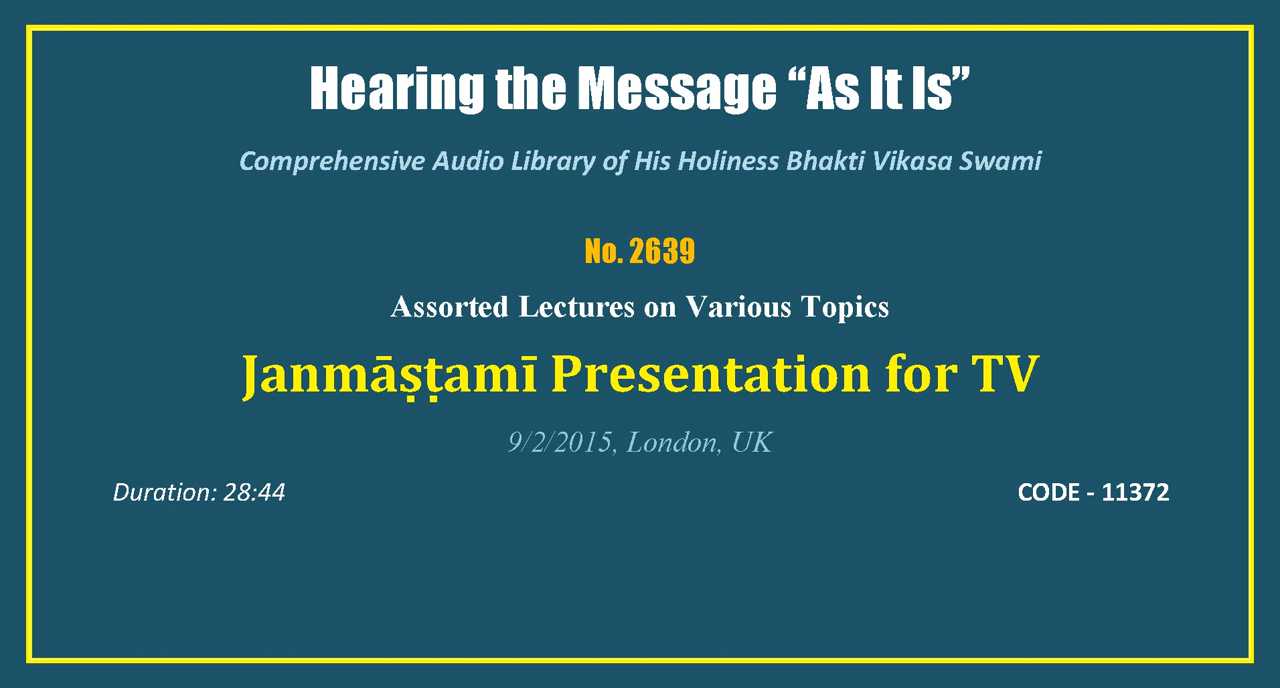 Hearing the Message “As It Is”
Comprehensive Audio Library of His Holiness Bhakti Vikasa Swami
No. 2639
Assorted Lectures on Various Topics
Janmāṣṭamī Presentation for TV
9/2/2015, London, UK
Duration: 28:44 CODE - 11372